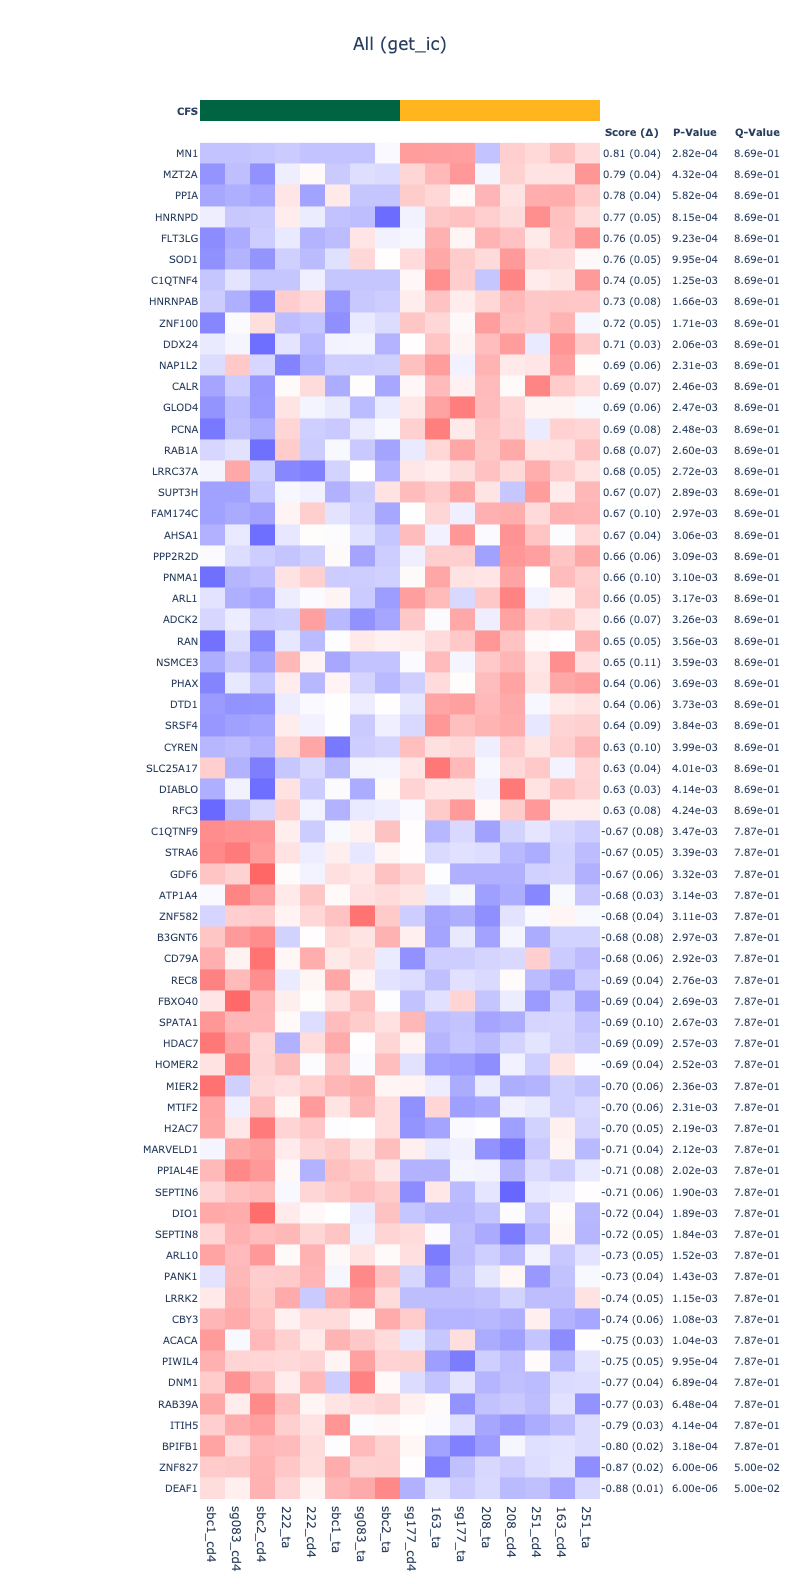 All (get_ic)
CFS
Score (Δ) P-Value Q-Value
MN1 0.81 (0.04) 2.82e-04 8.69e-01
MZT2A 0.79 (0.04) 4.32e-04 8.69e-01
PPIA 0.78 (0.04) 5.82e-04 8.69e-01
HNRNPD 0.77 (0.05) 8.15e-04 8.69e-01
FLT3LG 0.76 (0.05) 9.23e-04 8.69e-01
SOD1 0.76 (0.05) 9.95e-04 8.69e-01
C1QTNF4 0.74 (0.05) 1.25e-03 8.69e-01
HNRNPAB 0.73 (0.08) 1.66e-03 8.69e-01
ZNF100 0.72 (0.05) 1.71e-03 8.69e-01
DDX24 0.71 (0.03) 2.06e-03 8.69e-01
NAP1L2 0.69 (0.06) 2.31e-03 8.69e-01
CALR 0.69 (0.07) 2.46e-03 8.69e-01
GLOD4 0.69 (0.06) 2.47e-03 8.69e-01
PCNA 0.69 (0.08) 2.48e-03 8.69e-01
RAB1A 0.68 (0.07) 2.60e-03 8.69e-01
LRRC37A 0.68 (0.05) 2.72e-03 8.69e-01
SUPT3H 0.67 (0.07) 2.89e-03 8.69e-01
FAM174C 0.67 (0.10) 2.97e-03 8.69e-01
AHSA1 0.67 (0.04) 3.06e-03 8.69e-01
PPP2R2D 0.66 (0.06) 3.09e-03 8.69e-01
PNMA1 0.66 (0.10) 3.10e-03 8.69e-01
ARL1 0.66 (0.05) 3.17e-03 8.69e-01
ADCK2 0.66 (0.07) 3.26e-03 8.69e-01
RAN 0.65 (0.05) 3.56e-03 8.69e-01
NSMCE3 0.65 (0.11) 3.59e-03 8.69e-01
PHAX 0.64 (0.06) 3.69e-03 8.69e-01
DTD1 0.64 (0.06) 3.73e-03 8.69e-01
SRSF4 0.64 (0.09) 3.84e-03 8.69e-01
CYREN 0.63 (0.10) 3.99e-03 8.69e-01
SLC25A17 0.63 (0.04) 4.01e-03 8.69e-01
DIABLO 0.63 (0.03) 4.14e-03 8.69e-01
RFC3 0.63 (0.08) 4.24e-03 8.69e-01
C1QTNF9 -0.67 (0.08) 3.47e-03 7.87e-01
STRA6 -0.67 (0.05) 3.39e-03 7.87e-01
GDF6 -0.67 (0.06) 3.32e-03 7.87e-01
ATP1A4 -0.68 (0.03) 3.14e-03 7.87e-01
ZNF582 -0.68 (0.04) 3.11e-03 7.87e-01
B3GNT6 -0.68 (0.08) 2.97e-03 7.87e-01
CD79A -0.68 (0.06) 2.92e-03 7.87e-01
REC8 -0.69 (0.04) 2.76e-03 7.87e-01
FBXO40 -0.69 (0.04) 2.69e-03 7.87e-01
SPATA1 -0.69 (0.10) 2.67e-03 7.87e-01
HDAC7 -0.69 (0.09) 2.57e-03 7.87e-01
HOMER2 -0.69 (0.04) 2.52e-03 7.87e-01
MIER2 -0.70 (0.06) 2.36e-03 7.87e-01
MTIF2 -0.70 (0.06) 2.31e-03 7.87e-01
H2AC7 -0.70 (0.05) 2.19e-03 7.87e-01
MARVELD1 -0.71 (0.04) 2.12e-03 7.87e-01
PPIAL4E -0.71 (0.08) 2.02e-03 7.87e-01
SEPTIN6 -0.71 (0.06) 1.90e-03 7.87e-01
DIO1 -0.72 (0.04) 1.89e-03 7.87e-01
SEPTIN8 -0.72 (0.05) 1.84e-03 7.87e-01
ARL10 -0.73 (0.05) 1.52e-03 7.87e-01
PANK1 -0.73 (0.04) 1.43e-03 7.87e-01
LRRK2 -0.74 (0.05) 1.15e-03 7.87e-01
CBY3 -0.74 (0.06) 1.08e-03 7.87e-01
ACACA -0.75 (0.03) 1.04e-03 7.87e-01
PIWIL4 -0.75 (0.05) 9.95e-04 7.87e-01
DNM1 -0.77 (0.04) 6.89e-04 7.87e-01
RAB39A -0.77 (0.03) 6.48e-04 7.87e-01
ITIH5 -0.79 (0.03) 4.14e-04 7.87e-01
BPIFB1 -0.80 (0.02) 3.18e-04 7.87e-01
ZNF827 -0.87 (0.02) 6.00e-06 5.00e-02
DEAF1 -0.88 (0.01) 6.00e-06 5.00e-02
sbc1_cd4
sg083_cd4
sbc2_cd4
222_ta
222_cd4
sbc1_ta
sg083_ta
sbc2_ta
sg177_cd4
163_ta
sg177_ta
208_ta
208_cd4
251_cd4
163_cd4
251_ta